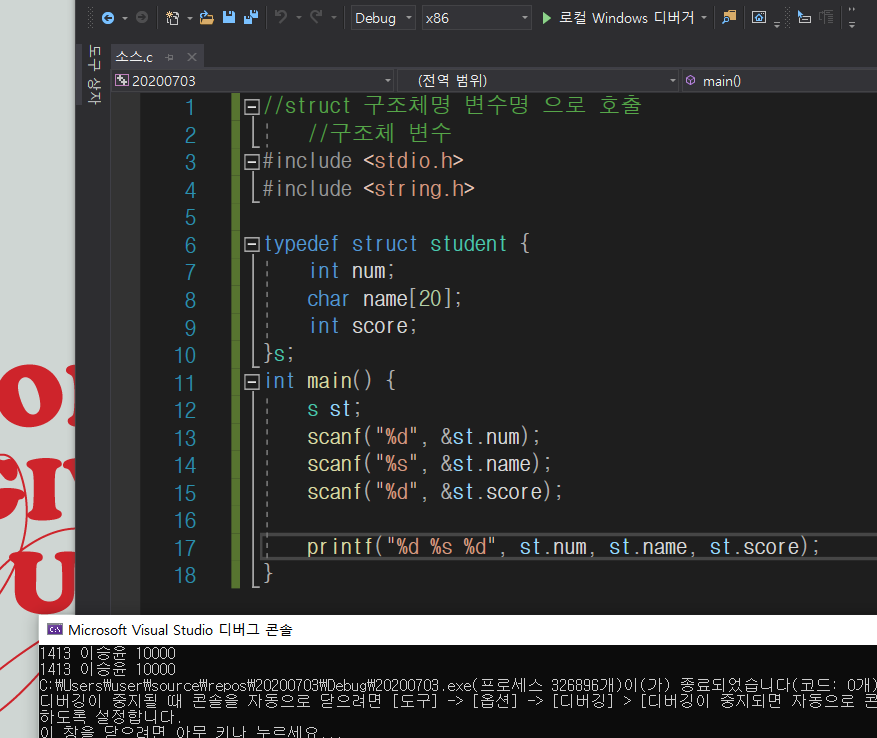 Debug x86 로컬 Windows 디버거
도구 상자
소스.c
20200703 (전역 범위) main()
1 //struct 구조체명 변수명 으로 호출
2 //구조체 변수
3 #include <stdio.h>
4 #include <string.h>
5
6 typedef struct student {
7 int num;
8 char name[20];
9 int score;
10 }s;
11 int main() {
12 s st;
13 scanf("%d", &st.num);
14 scanf("%s", &st.name);
15 scanf("%d", &st.score);
16
17 printf("%d %s %d", st.num, st.name, st.score);
18 }
Microsoft Visual Studio 디버그 콘솔
1413 이승윤 10000
1413 이승윤 10000
C:₩Users₩user₩source₩repos₩20200703₩Debug₩20200703.exe(프로세스 326896개)이(가) 종료되었습니다(코드: 0개)
디버깅이 중지될 때 콘솔을 자동으로 닫으려면 [도구] -> [옵션] -> [디버깅] > [디버깅이 중지되면 자동으로 콘
하도록 설정합니다.
이 창을 닫으려면 아무 키나 누르세요...